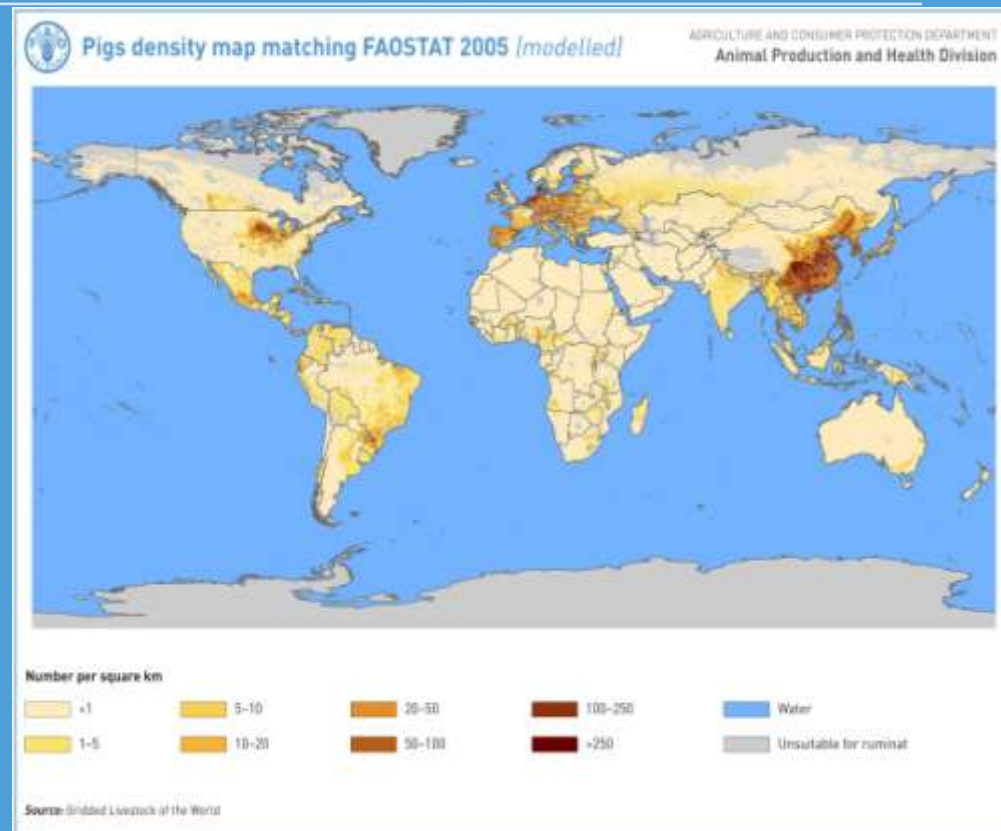 Pigs density map matching FAOSTAT 2005 (modelled)
AGRICULTURE AND CONSUMER PROTECTION DEPARTMENT
Animal Production and Health Division
Number per square km
<1
5–10
20–50
100–250
Water
1–5
10–20
50–100
>250
Unsuitable for ruminat
Source: Gridded Livestock of the World